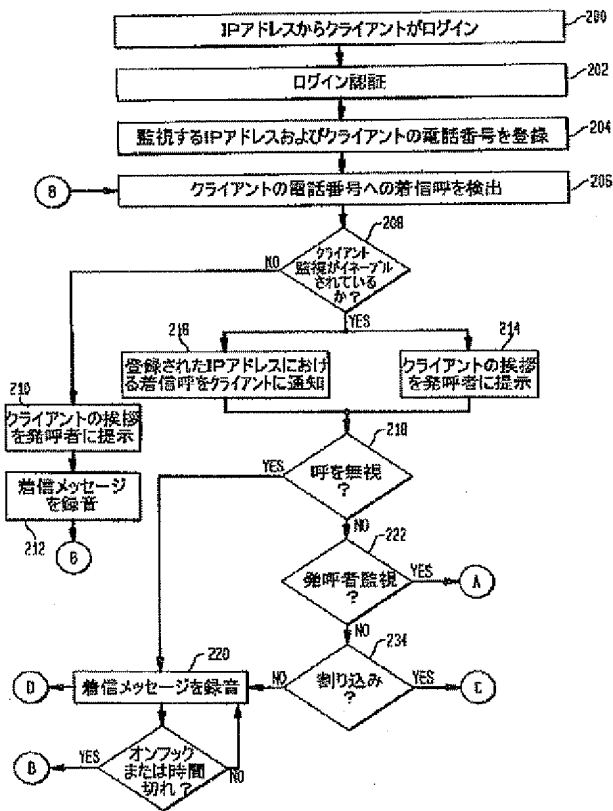 200
IPアドレスからクライアントがログイン
202
ログイン認証
204
監視するIPアドレスおよびクライアントの電話番号を登録
206
B
クライアントの電話番号への着信呼を検出
208
クライアント
監視がイネーブル
されている
か?
NO
YES
216
登録されたIPアドレスにおけ
る着信呼をクライアントに通知
214
クライアントの挨拶
を発呼者に提示
210
クライアントの挨拶
を発呼者に提示
218
呼を無視
?
YES
NO
着信メッセージ
を録音
212
B
222
発呼者監視
?
YES
A
NO
234
割り込み
?
NO
YES
C
220
D
着信メッセージを録音
オンフック
または時間
切れ?
YES
NO
B